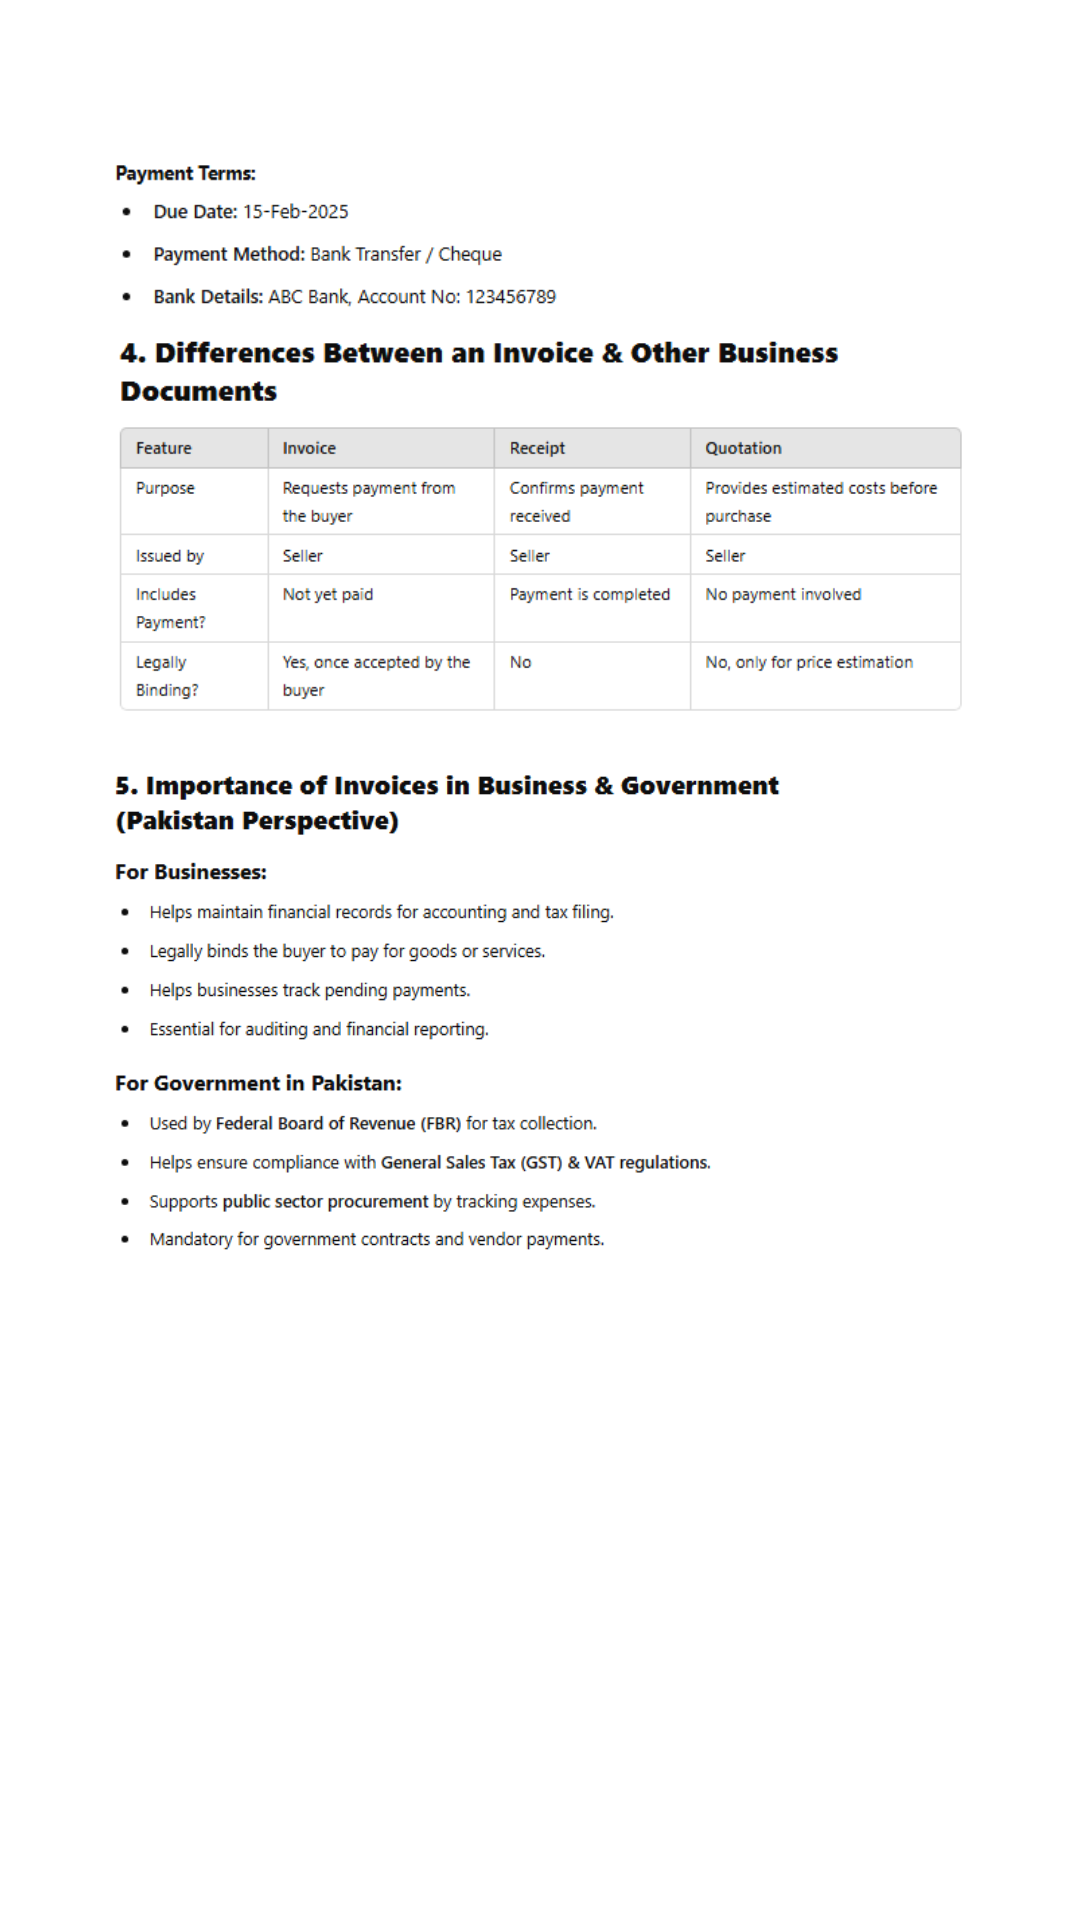 Payment Terms:
• Due Date: 15-Feb-2025
• Payment Method: Bank Transfer / Cheque
• Bank Details: ABC Bank, Account No: 123456789
4. Differences Between an Invoice & Other Business
Documents
Feature Invoice Receipt Quotation
Purpose Requests payment from Confirms payment Provides estimated costs before
the buyer received purchase
Issued by Seller Seller Seller
Includes Not yet paid Payment is completed No payment involved
Payment?
Legally Yes, once accepted by the No No, only for price estimation
Binding? buyer
5. Importance of Invoices in Business & Government
(Pakistan Perspective)
For Businesses:
• Helps maintain financial records for accounting and tax filing.
• Legally binds the buyer to pay for goods or services.
• Helps businesses track pending payments.
• Essential for auditing and financial reporting.
For Government in Pakistan:
• Used by Federal Board of Revenue (FBR) for tax collection.
• Helps ensure compliance with General Sales Tax (GST) & VAT regulations.
• Supports public sector procurement by tracking expenses.
• Mandatory for government contracts and vendor payments.